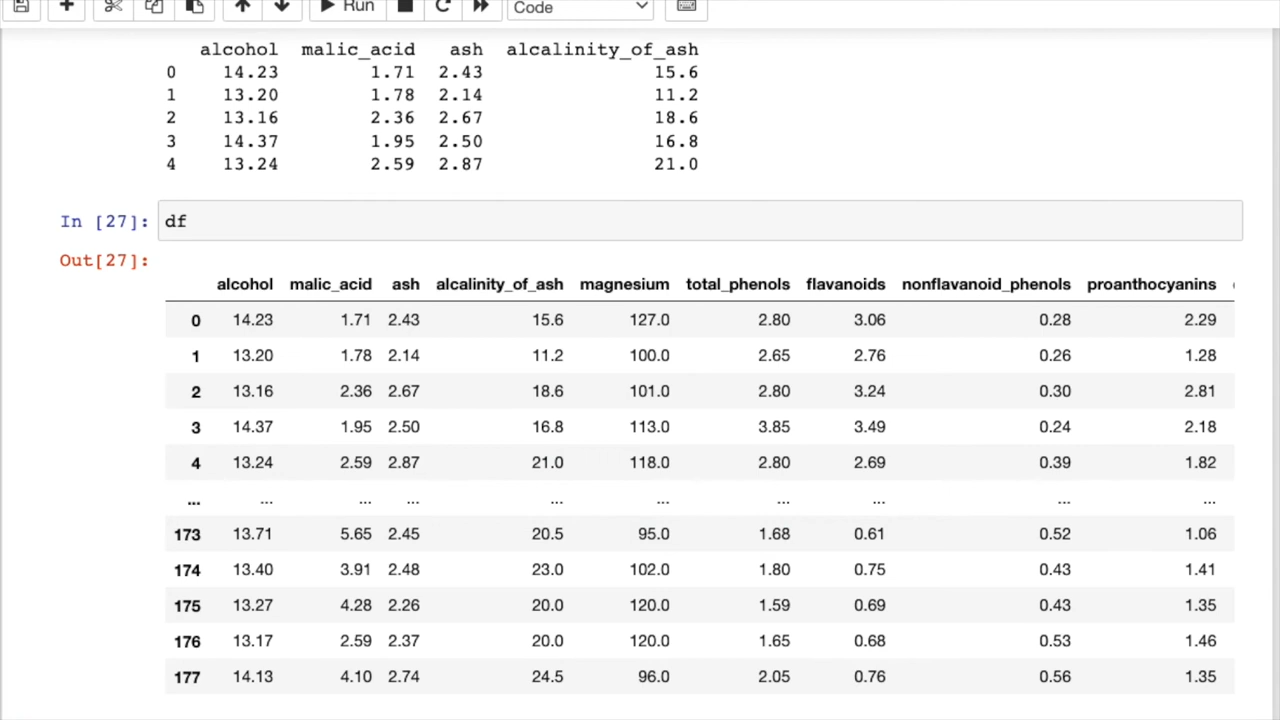 Run Code
alcohol malic_acid ash alcalinity_of_ash
0 14.23 1.71 2.43 15.6
1 13.20 1.78 2.14 11.2
2 13.16 2.36 2.67 18.6
3 14.37 1.95 2.50 16.8
4 13.24 2.59 2.87 21.0
In [27]: df
Out[27]:
alcohol malic_acid ash alcalinity_of_ash magnesium total_phenols flavanoids nonflavanoid_phenols proanthocyanins
0 14.23 1.71 2.43 15.6 127.0 2.80 3.06 0.28 2.29
1 13.20 1.78 2.14 11.2 100.0 2.65 2.76 0.26 1.28
2 13.16 2.36 2.67 18.6 101.0 2.80 3.24 0.30 2.81
3 14.37 1.95 2.50 16.8 113.0 3.85 3.49 0.24 2.18
4 13.24 2.59 2.87 21.0 118.0 2.80 2.69 0.39 1.82
... ... ... ... ... ... ... ... ... ...
173 13.71 5.65 2.45 20.5 95.0 1.68 0.61 0.52 1.06
174 13.40 3.91 2.48 23.0 102.0 1.80 0.75 0.43 1.41
175 13.27 4.28 2.26 20.0 120.0 1.59 0.69 0.43 1.35
176 13.17 2.59 2.37 20.0 120.0 1.65 0.68 0.53 1.46
177 14.13 4.10 2.74 24.5 96.0 2.05 0.76 0.56 1.35